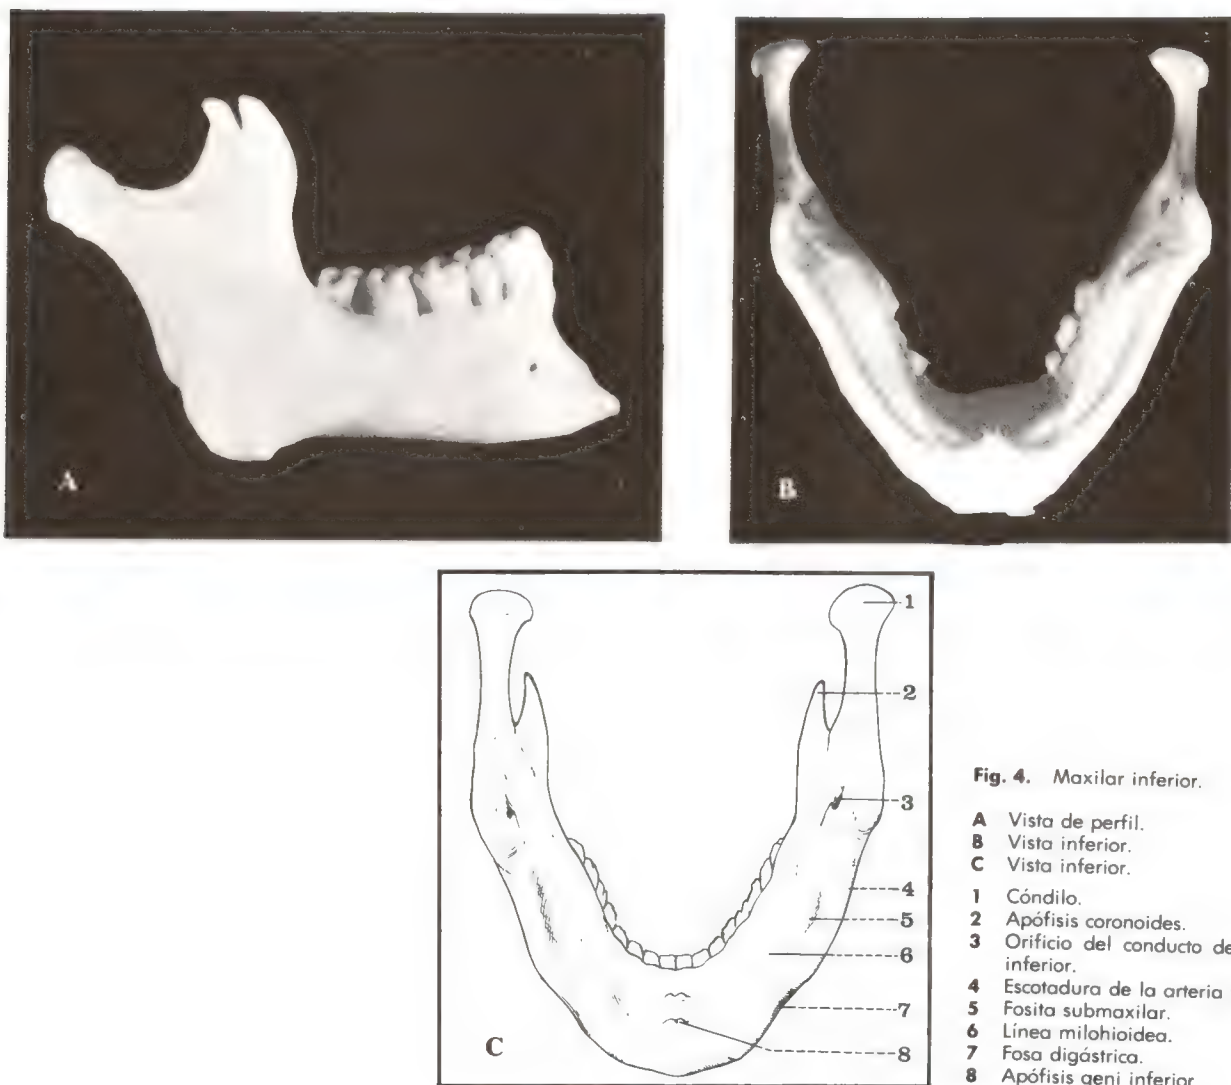 A
B
1
2
3
4
5
6
7
8
C
Fig. 4. Maxilar inferior.
A Vista de perfil.
B Vista inferior.
C Vista inferior.
1 Cóndilo.
2 Apófisis coronoides.
3 Orificio del conducto de
inferior.
4 Escotadura de la arteria
5 Fosita submaxilar.
6 Línea milohioidea.
7 Fosa digástrica.
8 Apófisis geni inferior